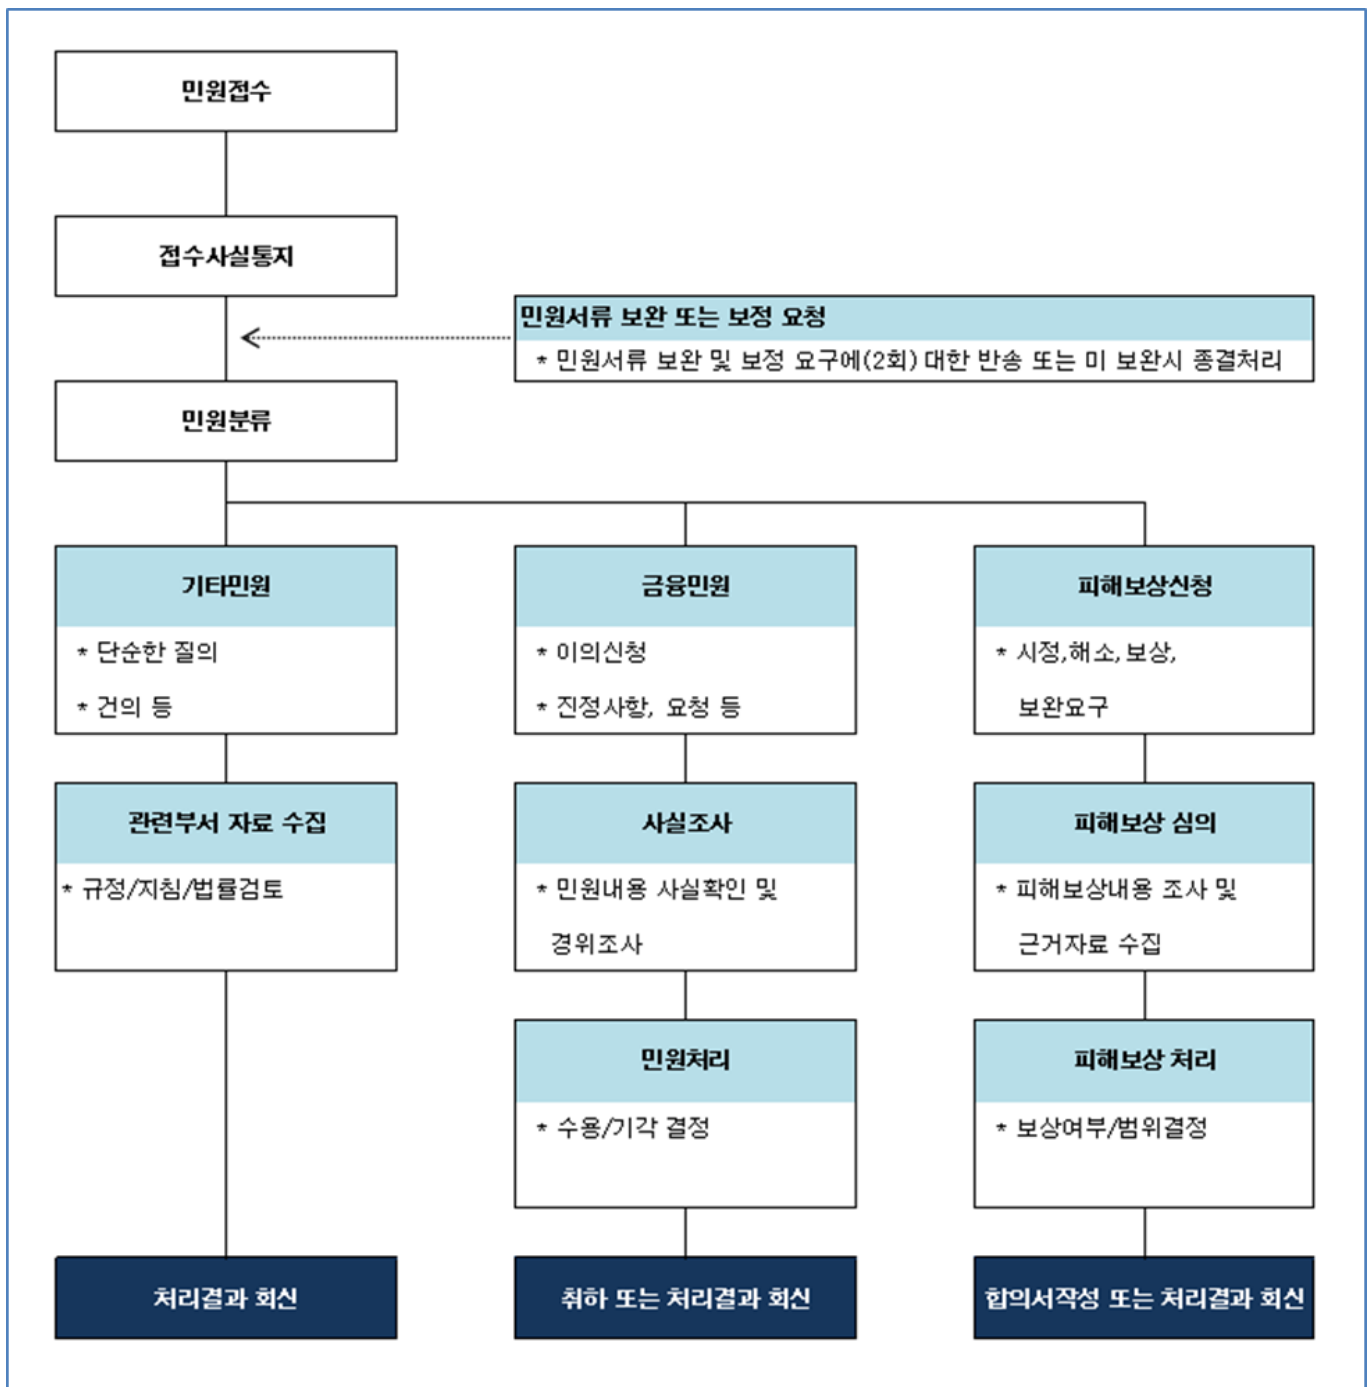 민원접수
접수사실통지
민원서류 보완 또는 보정 요청
* 민원서류 보완 및 보정 요구에(2회) 대한 반송 또는 미 보완시 종결처리
민원분류
기타민원
* 단순한 질의
* 건의 등
금융민원
* 이의신청
* 진정사항, 요청 등
피해보상신청
* 시정,해소,보상,
보완요구
관련부서 자료 수집
* 규정/지침/법률검토
사실조사
* 민원내용 사실확인 및
경위조사
피해보상 심의
* 피해보상내용 조사 및
근거자료 수집
민원처리
* 수용/기각 결정
피해보상 처리
* 보상여부/범위결정
처리결과 회신
취하 또는 처리결과 회신
합의서작성 또는 처리결과 회신